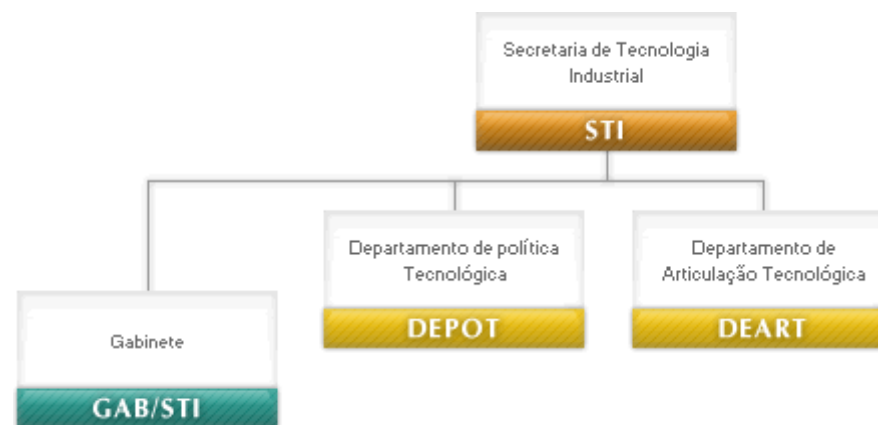 Secretaria de Tecnologia
Industrial
STI
Departamento de política
Tecnológica
DEPOT
Departamento de
Articulação Tecnológica
DEART
Gabinete
GAB/STI